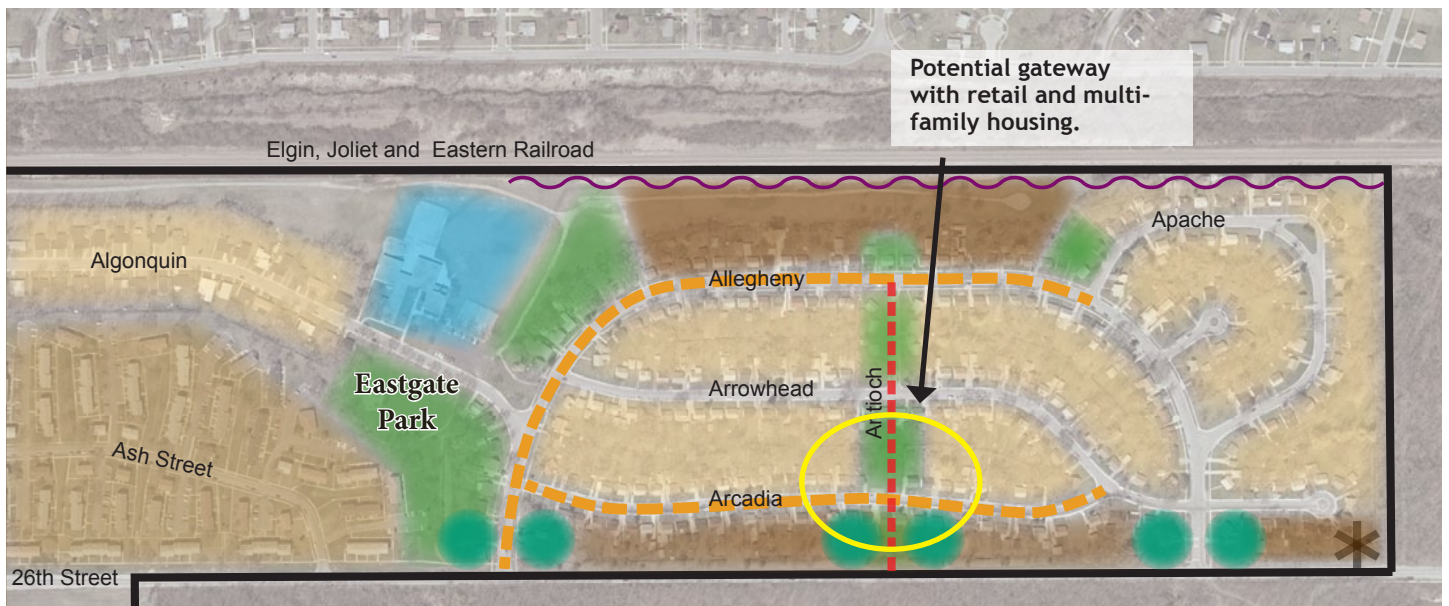 Potential gateway
with retail and multi-
family housing.
Elgin, Joliet and Eastern Railroad
Apache
Algonquin
Allegheny
Eastgate
Park
Arrowhead
Antioch
Ash Street
Arcadia
26th Street